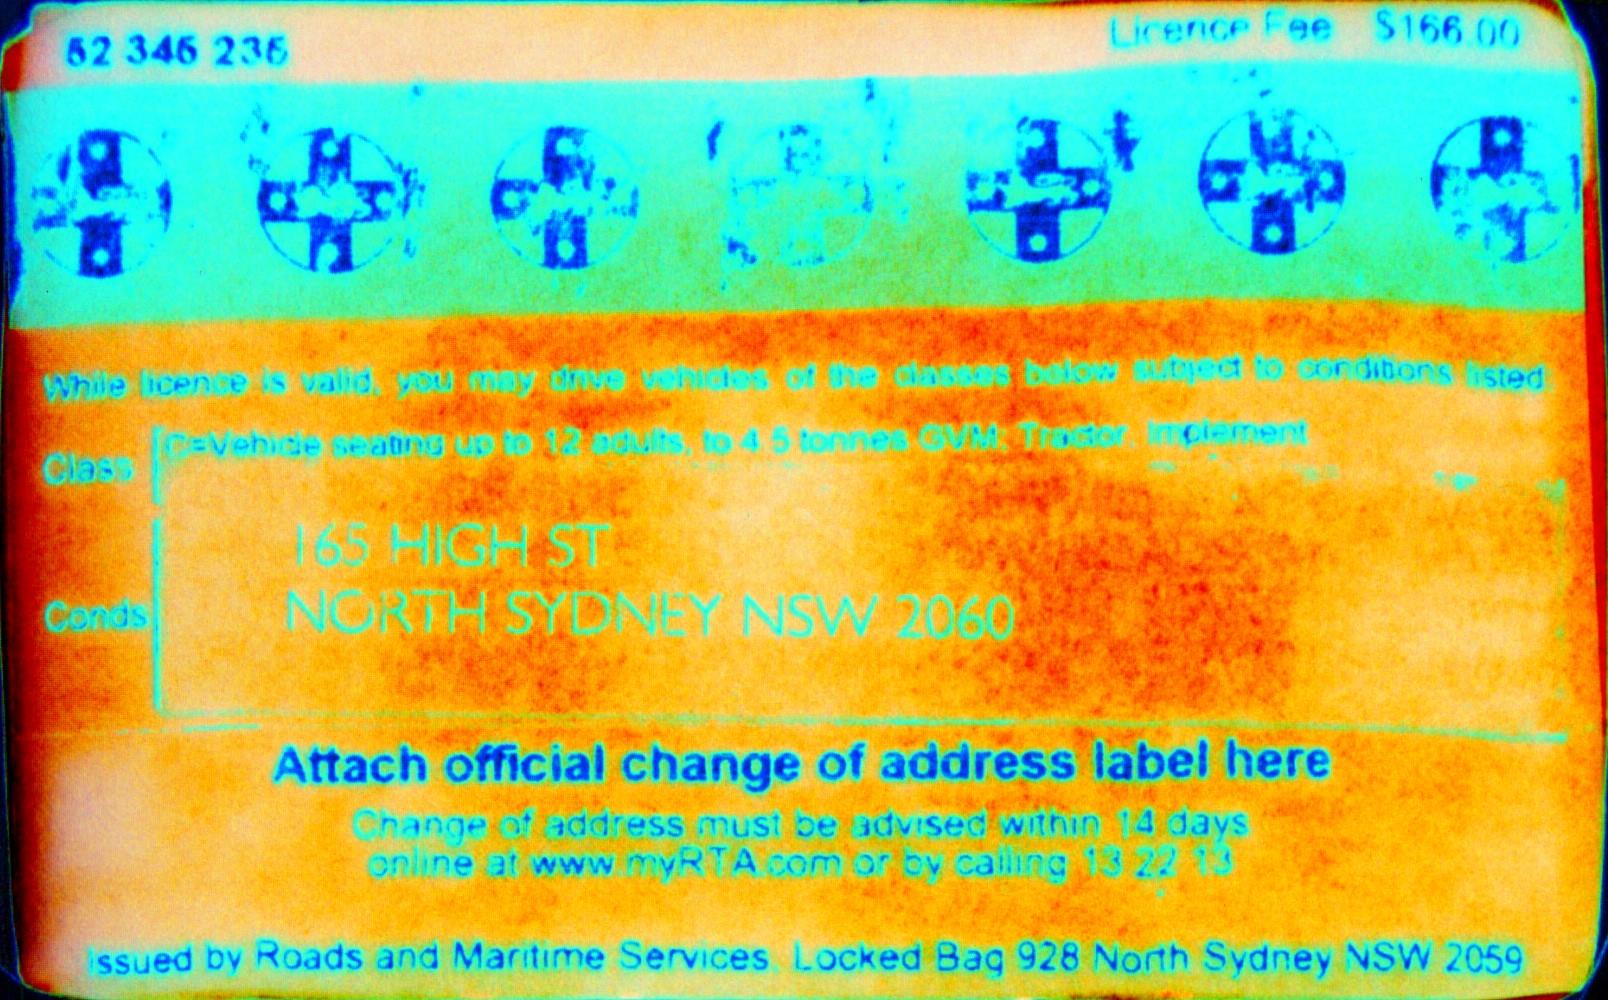 Licence Fee $166.00
While licence is valid, you may drive vehicles of the classes below subject to conditions listed
Class C=Vehicle seating up to 12 adults, to 4.5 tonnes GVM. Tractor. Implement
165 HIGH ST
Conds
NORTH SYDNEY NSW 2060
Attach official change of address label here
Change of address must be advised within 14 days
online at www.myRTA.com or by calling 13 22 13
Issued by Roads and Maritime Services, Locked Bag 928 North Sydney NSW 2059